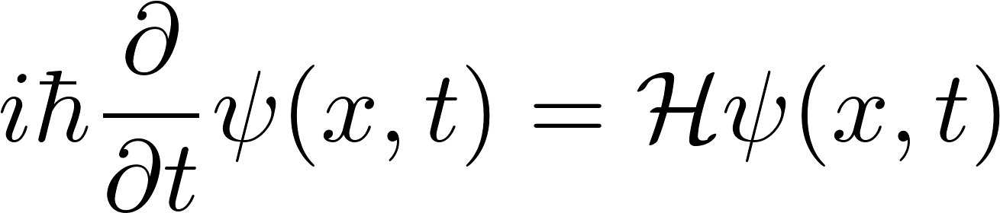 iħ ∂/∂t ψ(x, t) = ℋψ(x, t)